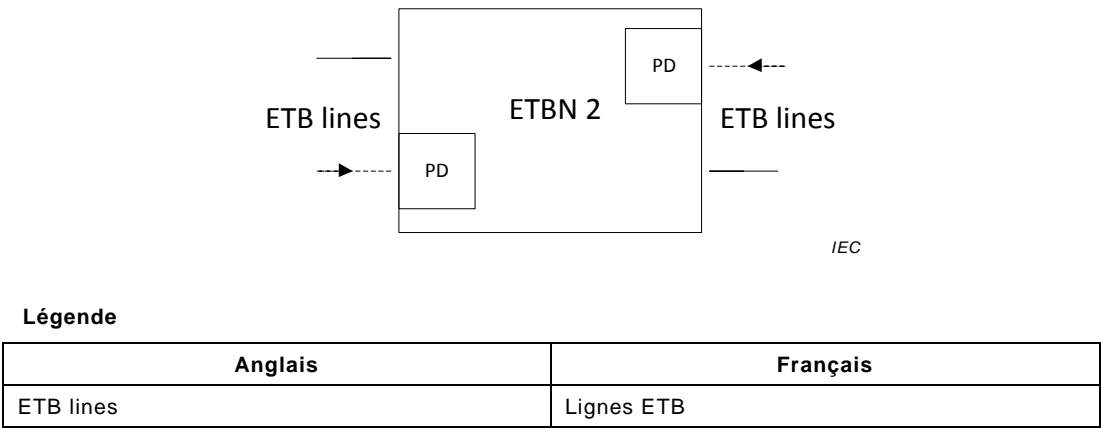 PD
ETBN 2
ETB lines
ETB lines
PD
IEC
Légende
Anglais Français
ETB lines Lignes ETB